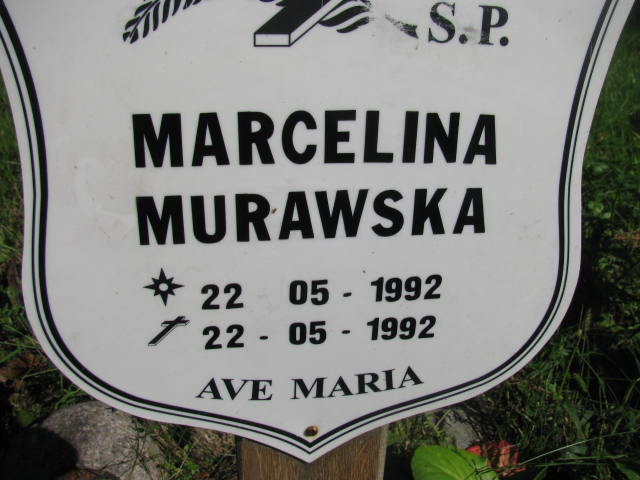 S.P.
MARCELINA
MURAWSKA
22 05 - 1992
22 - 05 - 1992
AVE MARIA